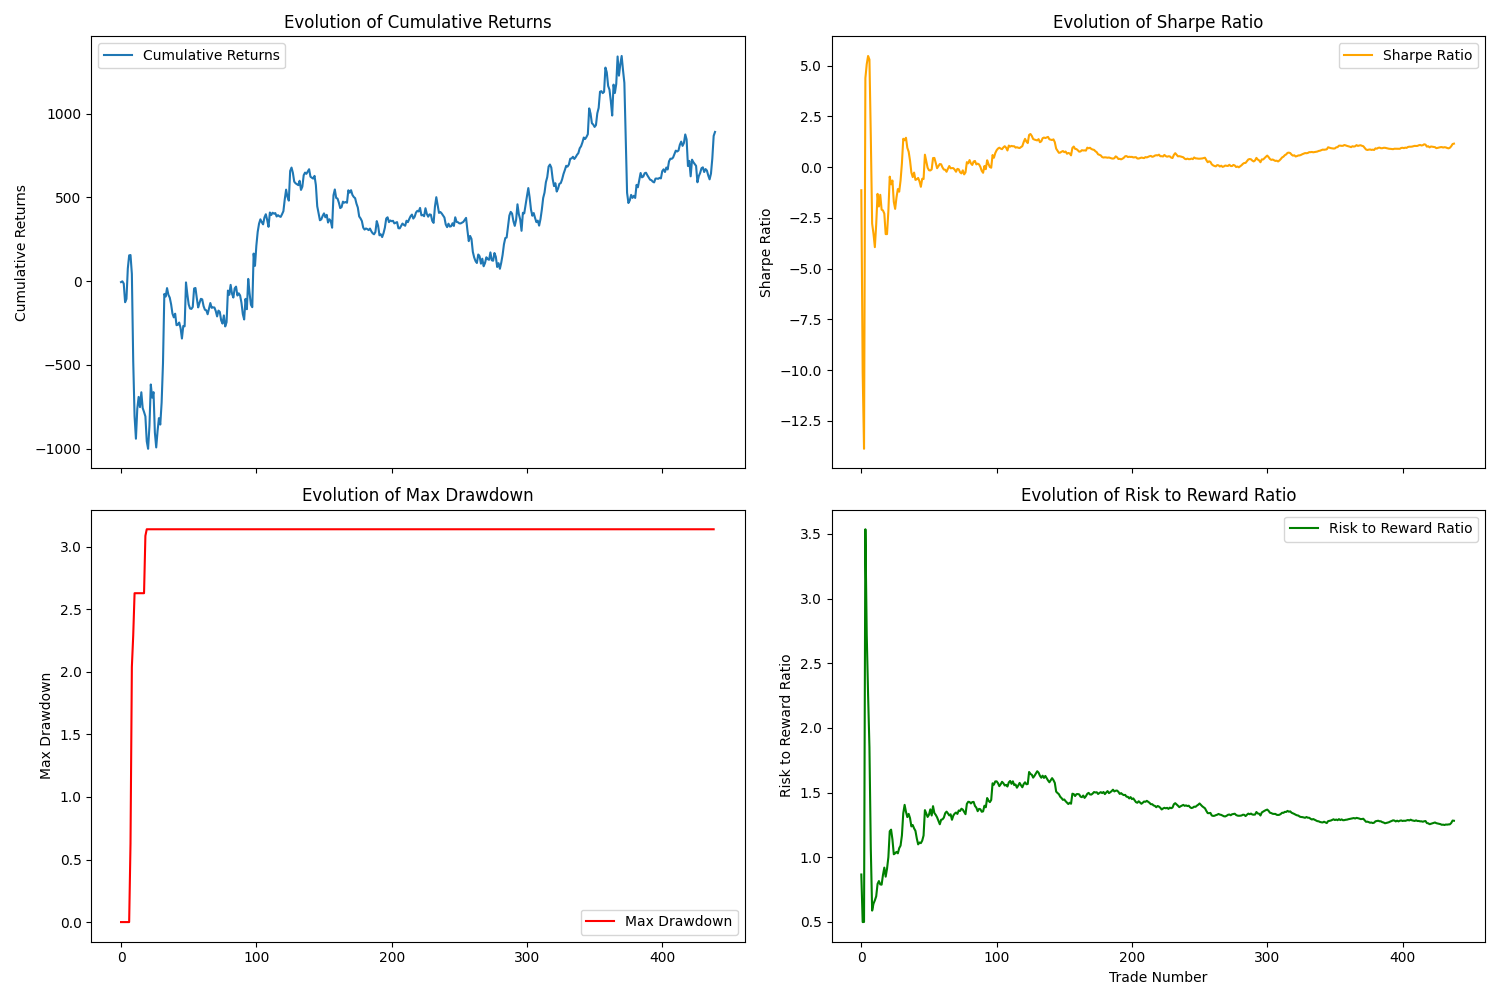 Evolution of Cumulative Returns
Cumulative Returns
1000
500
0
−500
−1000
Cumulative Returns
Evolution of Sharpe Ratio
Sharpe Ratio
5.0
2.5
0.0
−2.5
−5.0
−7.5
−10.0
−12.5
Sharpe Ratio
Evolution of Max Drawdown
Max Drawdown
3.0
2.5
2.0
1.5
1.0
0.5
0.0
0 100 200 300 400
Max Drawdown
Evolution of Risk to Reward Ratio
Risk to Reward Ratio
3.5
3.0
2.5
2.0
1.5
1.0
0.5
0 100 200 300 400
Trade Number
Risk to Reward Ratio